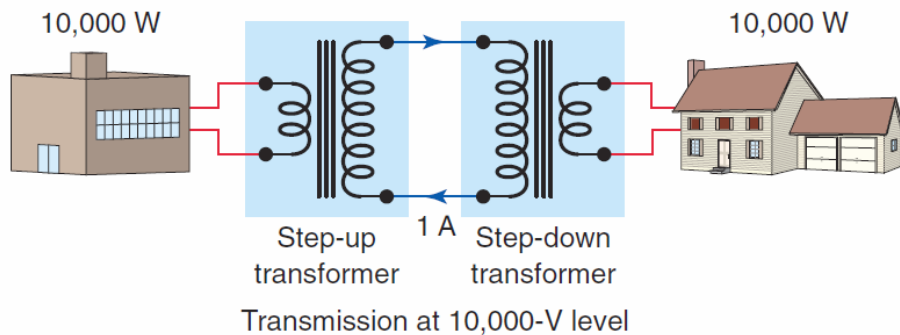 10,000 W
10,000 W
1 A
Step-up
transformer
Step-down
transformer
Transmission at 10,000-V level